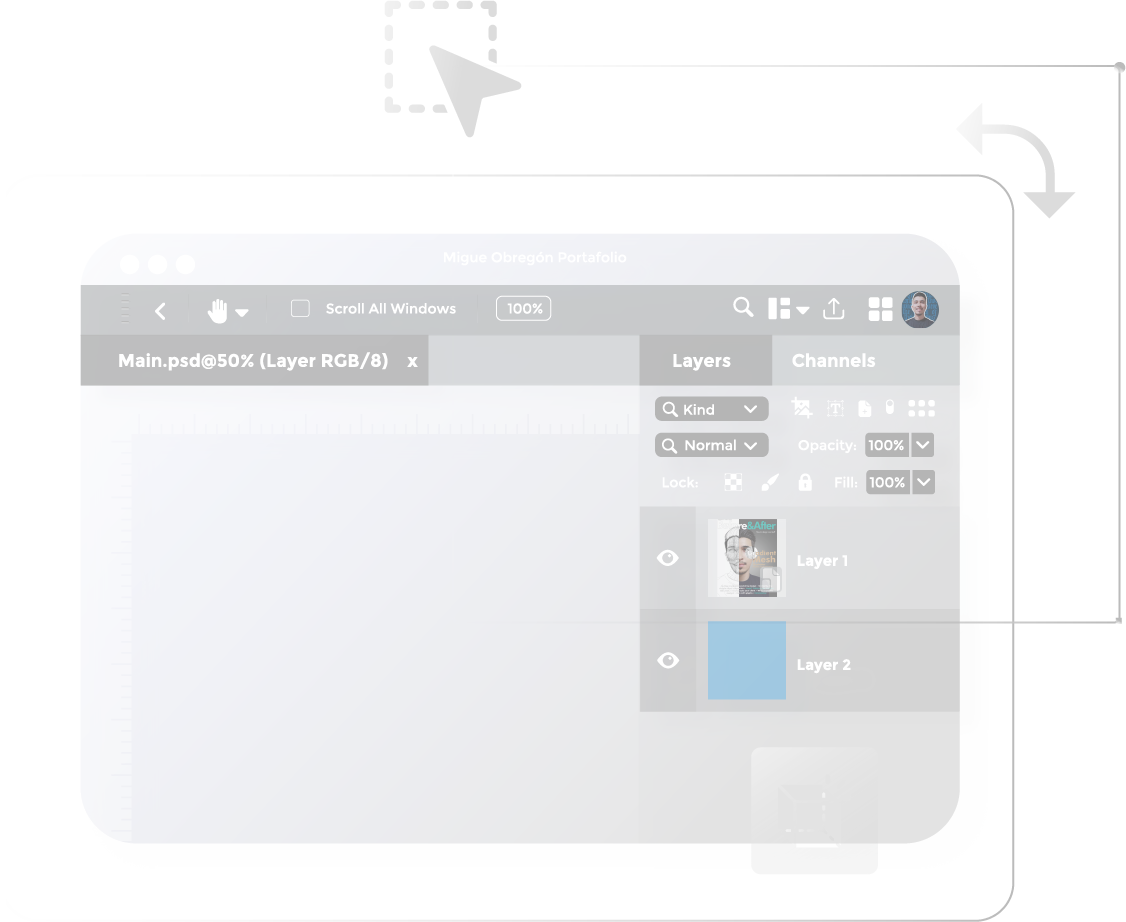 Migue Obregón Portafolio
Scroll All Windows 100%
Main.psd@50% (Layer RGB/8) x
Layers Channels
Kind
Normal Opacity: 100%
Lock: Fill: 100%
&After
Layer 1
Layer 2